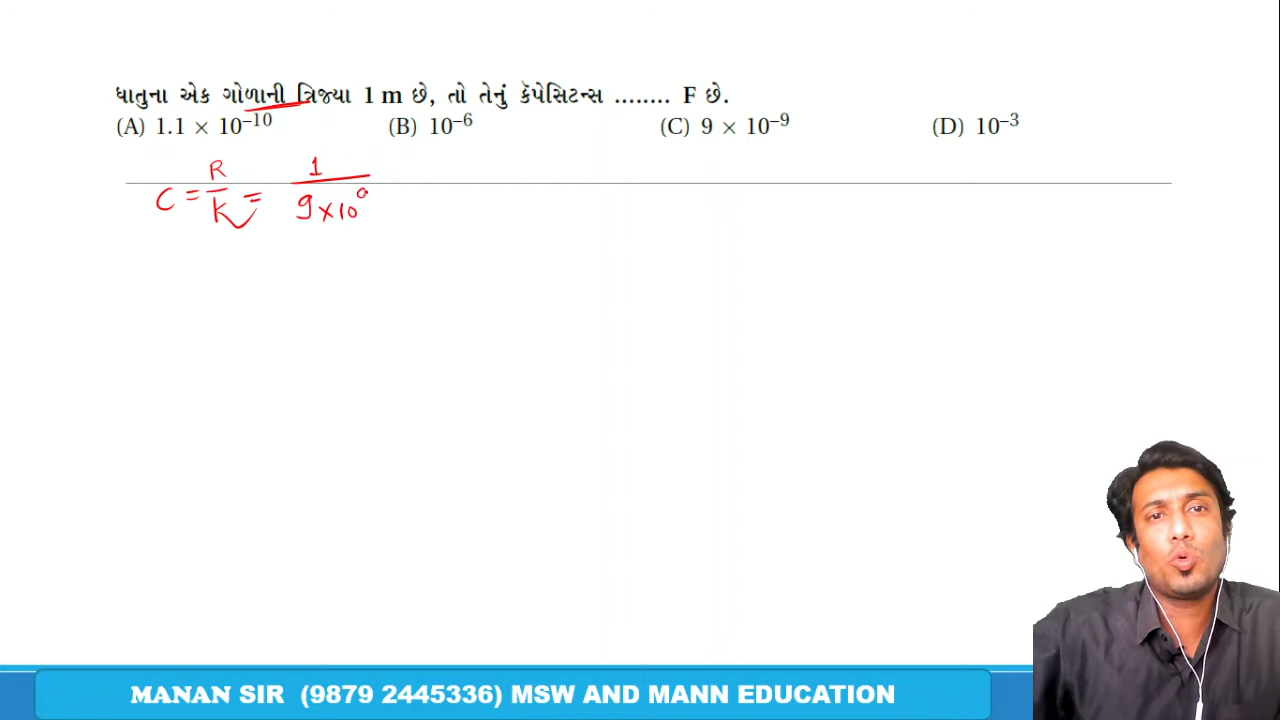 ધાતુના એક ગોળાની ત્રિજ્યા 1 m છે, તો તેનું કૅપેસિટન્સ ........ F છે.
(A) 1.1 × 10⁻¹⁰ (B) 10⁻⁶ (C) 9 × 10⁻⁹ (D) 10⁻³
C = R/K = 1/9×10⁹
MANAN SIR (9879 2445336) MSW AND MANN EDUCATION